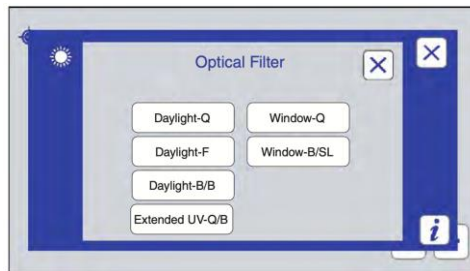 Optical Filter
Daylight-Q
Window-Q
Daylight-F
Window-B/SL
Daylight-B/B
Extended UV-Q/B
i